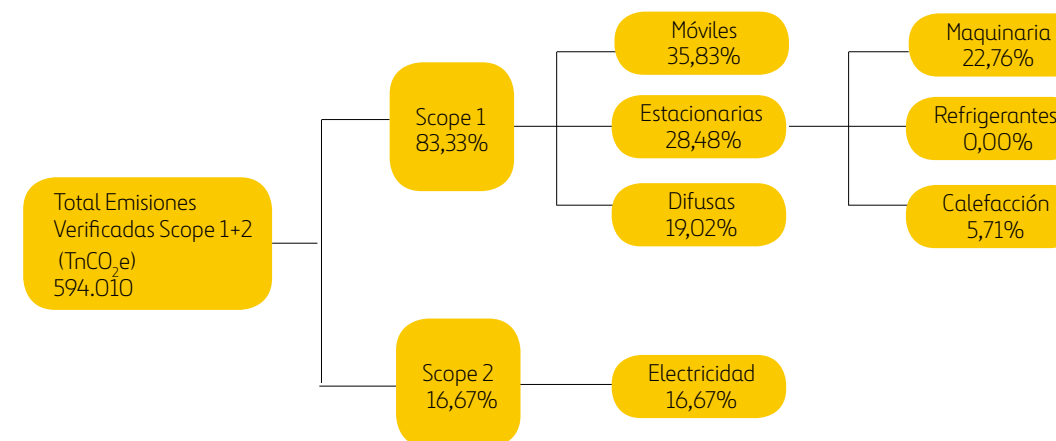 Móviles
35,83%
Maquinaria
22,76%
Scope 1
83,33%
Estacionarias
28,48%
Refrigerantes
0,00%
Difusas
19,02%
Calefacción
5,71%
Total Emisiones
Verificadas Scope 1+2
(TnCO₂e)
594.010
Scope 2
16,67%
Electricidad
16,67%